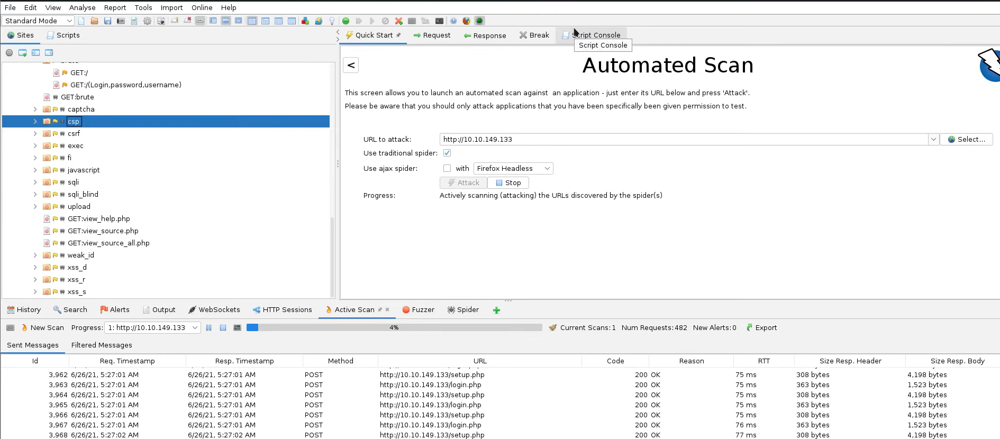 File Edit View Analyse Report Tools Import Online Help
Standard Mode
Sites Scripts
Quick Start Request Response Break Script Console
Script Console
<
Automated Scan
This screen allows you to launch an automated scan against an application - just enter its URL below and press 'Attack'.
Please be aware that you should only attack applications that you have been specifically been given permission to test.
URL to attack: http://10.10.149.133 Select...
Use traditional spider:
Use ajax spider: with Firefox Headless
Attack Stop
Progress: Actively scanning (attacking) the URLs discovered by the spider(s)
brute
GET:/
GET:/(Login,password,username)
GET:brute
captcha
csp
csrf
exec
fi
javascript
sqli
sqli_blind
upload
GET:view_help.php
GET:view_source.php
GET:view_source_all.php
weak_id
xss_d
xss_r
xss_s
History Search Alerts Output WebSockets HTTP Sessions Active Scan Fuzzer Spider
New Scan Progress: 1: http://10.10.149.133 4% Current Scans:1 Num Requests:482 New Alerts:0 Export
Sent Messages Filtered Messages
Id Req. Timestamp Resp. Timestamp Method URL Code Reason RTT Size Resp. Header Size Resp. Body
3,962 6/26/21, 5:27:01 AM 6/26/21, 5:27:01 AM POST http://10.10.149.133/setup.php 200 OK 75 ms 308 bytes 4,198 bytes
3,963 6/26/21, 5:27:01 AM 6/26/21, 5:27:01 AM POST http://10.10.149.133/login.php 200 OK 75 ms 363 bytes 1,523 bytes
3,964 6/26/21, 5:27:01 AM 6/26/21, 5:27:01 AM POST http://10.10.149.133/setup.php 200 OK 75 ms 308 bytes 4,198 bytes
3,965 6/26/21, 5:27:01 AM 6/26/21, 5:27:01 AM POST http://10.10.149.133/login.php 200 OK 75 ms 363 bytes 1,523 bytes
3,966 6/26/21, 5:27:01 AM 6/26/21, 5:27:01 AM POST http://10.10.149.133/setup.php 200 OK 75 ms 308 bytes 4,198 bytes
3,967 6/26/21, 5:27:01 AM 6/26/21, 5:27:01 AM POST http://10.10.149.133/login.php 200 OK 76 ms 363 bytes 1,523 bytes
3,968 6/26/21, 5:27:02 AM 6/26/21, 5:27:02 AM POST http://10.10.149.133/setup.php 200 OK 77 ms 308 bytes 4,198 bytes